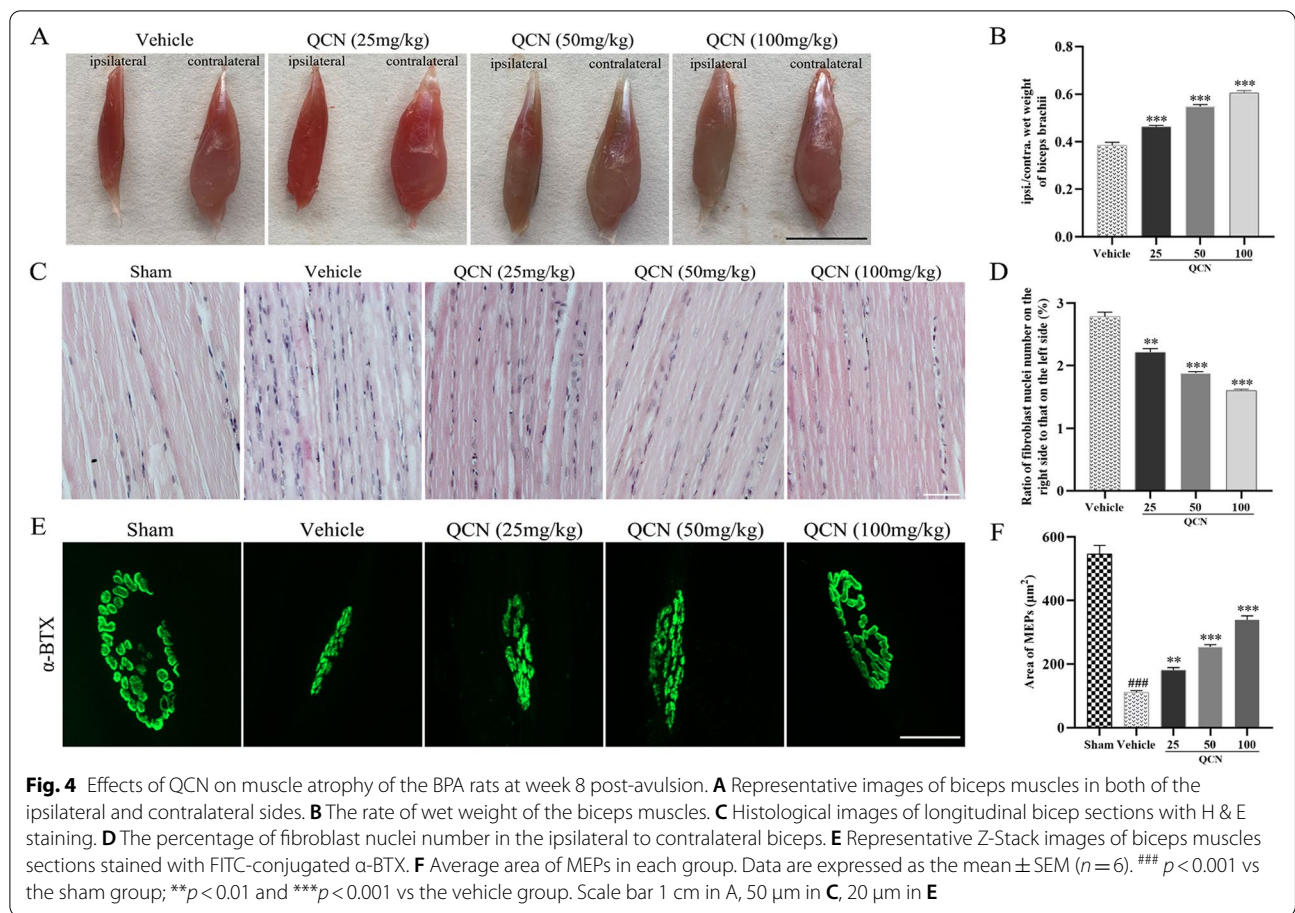 A
Vehicle
QCN (25mg/kg)
QCN (50mg/kg)
QCN (100mg/kg)
ipsilateral contralateral ipsilateral contralateral ipsilateral contralateral ipsilateral contralateral
B
ipsi./contra. wet weight
of biceps brachii
0.8
0.6
0.4
0.2
0.0
***
***
***
Vehicle 25 50 100
QCN
C
Sham
Vehicle
QCN (25mg/kg)
QCN (50mg/kg)
QCN (100mg/kg)
D
Ratio of fibroblast nuclei number on the
right side to that on the left side (%)
3
2
1
0
**
***
***
Vehicle 25 50 100
QCN
E
Sham
Vehicle
QCN (25mg/kg)
QCN (50mg/kg)
QCN (100mg/kg)
α-BTX
F
Area of MEPs (μm²)
600
400
200
0
###
**
***
***
Sham Vehicle 25 50 100
QCN
Fig. 4 Effects of QCN on muscle atrophy of the BPA rats at week 8 post-avulsion. A Representative images of biceps muscles in both of the
ipsilateral and contralateral sides. B The rate of wet weight of the biceps muscles. C Histological images of longitudinal bicep sections with H & E
staining. D The percentage of fibroblast nuclei number in the ipsilateral to contralateral biceps. E Representative Z-Stack images of biceps muscles
sections stained with FITC-conjugated α-BTX. F Average area of MEPs in each group. Data are expressed as the mean ± SEM (n = 6). ### p < 0.001 vs
the sham group; **p < 0.01 and ***p < 0.001 vs the vehicle group. Scale bar 1 cm in A, 50 μm in C, 20 μm in E